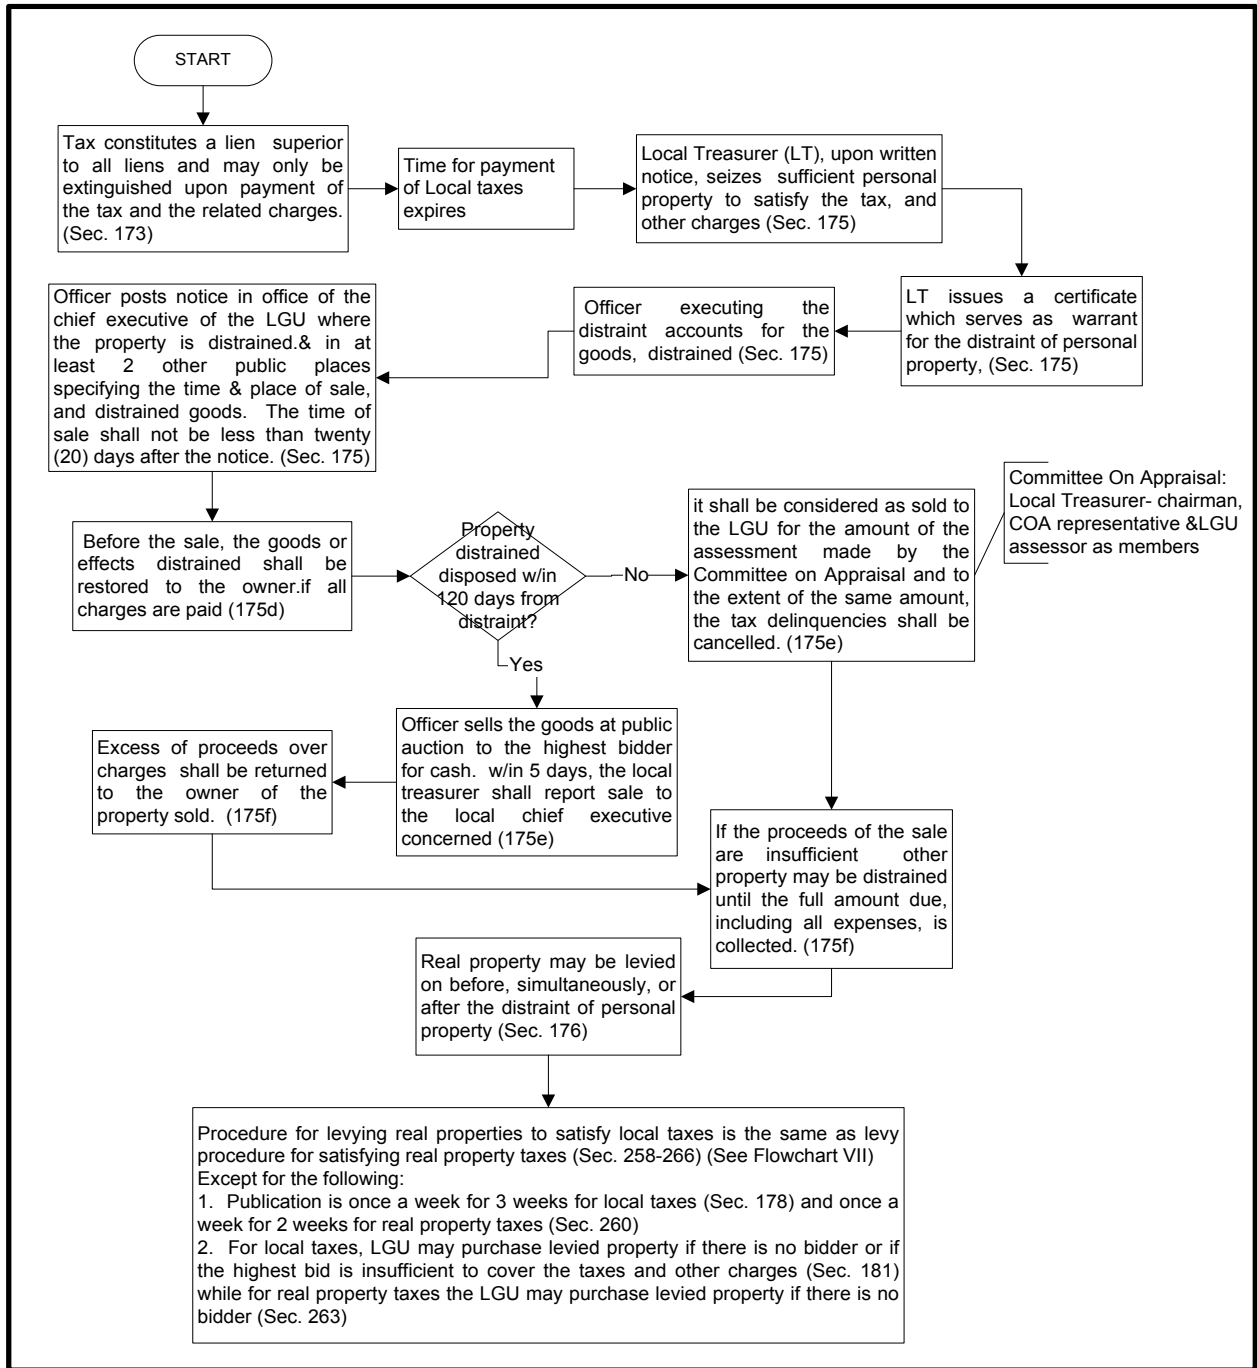 START
Tax constitutes a lien superior
to all liens and may only be
extinguished upon payment of
the tax and the related charges.
(Sec. 173)
Time for payment
of Local taxes
expires
Local Treasurer (LT), upon written
notice, seizes sufficient personal
property to satisfy the tax, and
other charges (Sec. 175)
LT issues a certificate
which serves as warrant
for the distraint of personal
property, (Sec. 175)
Officer executing the
distraint accounts for the
goods, distrained (Sec. 175)
Officer posts notice in office of the
chief executive of the LGU where
the property is distrained.& in at
least 2 other public places
specifying the time & place of sale,
and distrained goods. The time of
sale shall not be less than twenty
(20) days after the notice. (Sec. 175)
Before the sale, the goods or
effects distrained shall be
restored to the owner.if all
charges are paid (175d)
Property
distrained
disposed w/in
120 days from
distraint?
No
it shall be considered as sold to
the LGU for the amount of the
assessment made by the
Committee on Appraisal and to
the extent of the same amount,
the tax delinquencies shall be
cancelled. (175e)
Committee On Appraisal:
Local Treasurer- chairman,
COA representative &LGU
assessor as members
Yes
Officer sells the goods at public
auction to the highest bidder
for cash. w/in 5 days, the local
treasurer shall report sale to
the local chief executive
concerned (175e)
Excess of proceeds over
charges shall be returned
to the owner of the
property sold. (175f)
If the proceeds of the sale
are insufficient other
property may be distrained
until the full amount due,
including all expenses, is
collected. (175f)
Real property may be levied
on before, simultaneously, or
after the distraint of personal
property (Sec. 176)
Procedure for levying real properties to satisfy local taxes is the same as levy
procedure for satisfying real property taxes (Sec. 258-266) (See Flowchart VII)
Except for the following:
1. Publication is once a week for 3 weeks for local taxes (Sec. 178) and once a
week for 2 weeks for real property taxes (Sec. 260)
2. For local taxes, LGU may purchase levied property if there is no bidder or if
the highest bid is insufficient to cover the taxes and other charges (Sec. 181)
while for real property taxes the LGU may purchase levied property if there is no
bidder (Sec. 263)